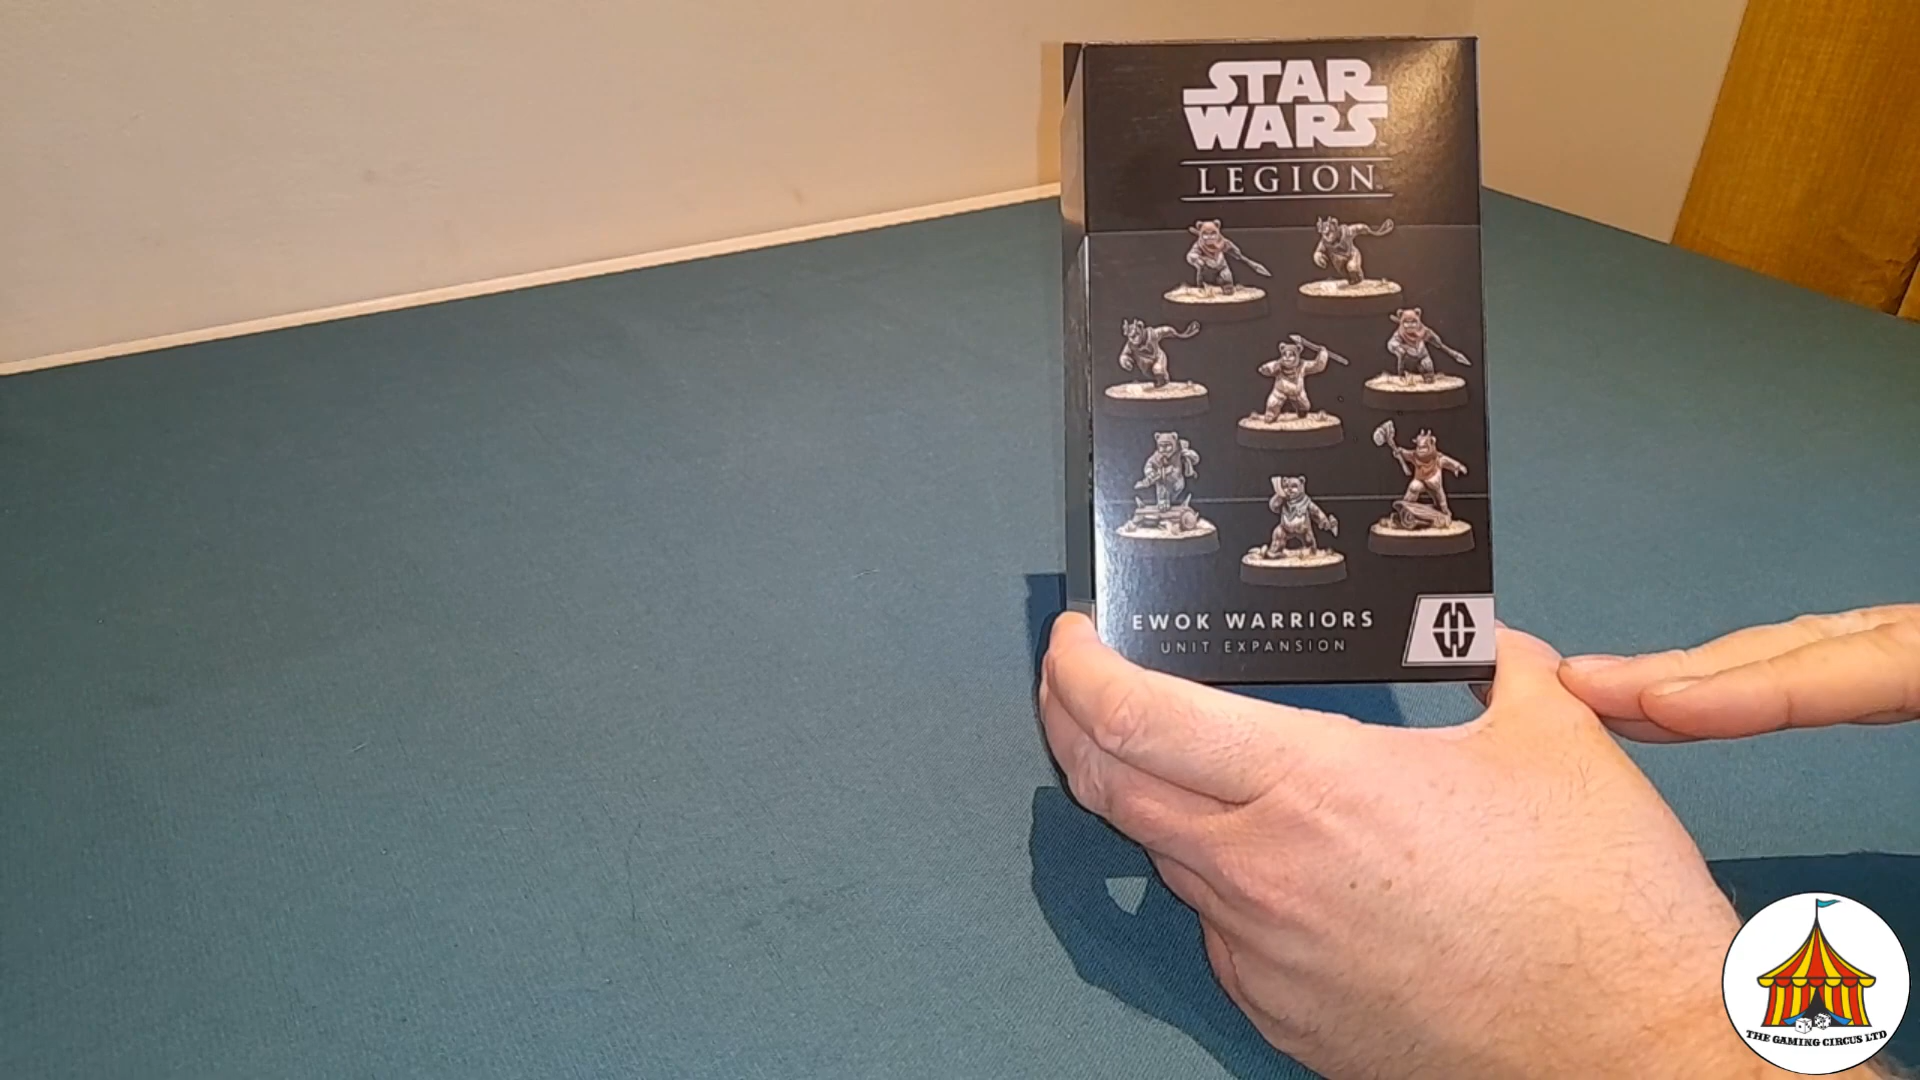 STAR
WARS
LEGION
EWOK WARRIORS
UNIT EXPANSION
THE GAMING CIRCUS LTD